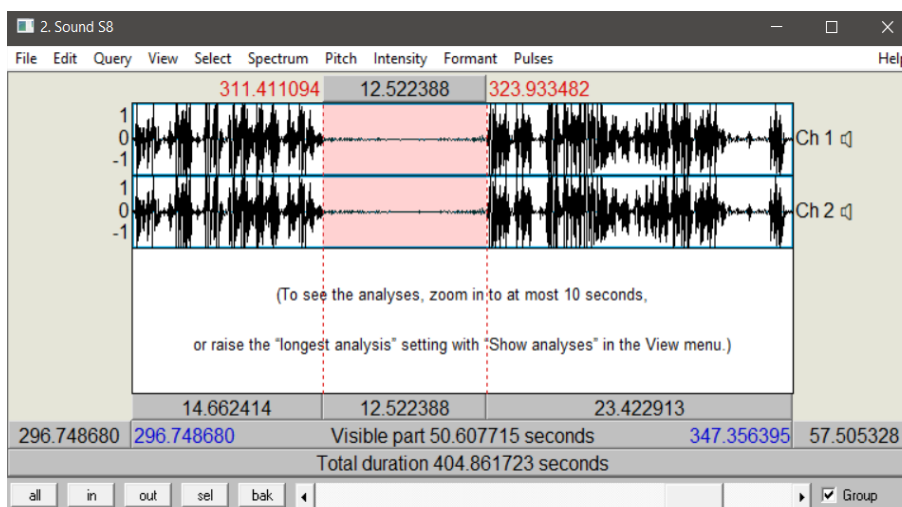 2. Sound S8
File Edit Query View Select Spectrum Pitch Intensity Formant Pulses Help
311.411094 12.522388 323.933482
1
0
-1
Ch 1
1
0
-1
Ch 2
(To see the analyses, zoom in to at most 10 seconds,
or raise the “longest analysis” setting with “Show analyses” in the View menu.)
14.662414 12.522388 23.422913
296.748680 296.748680 Visible part 50.607715 seconds 347.356395 57.505328
Total duration 404.861723 seconds
all in out sel bak Group